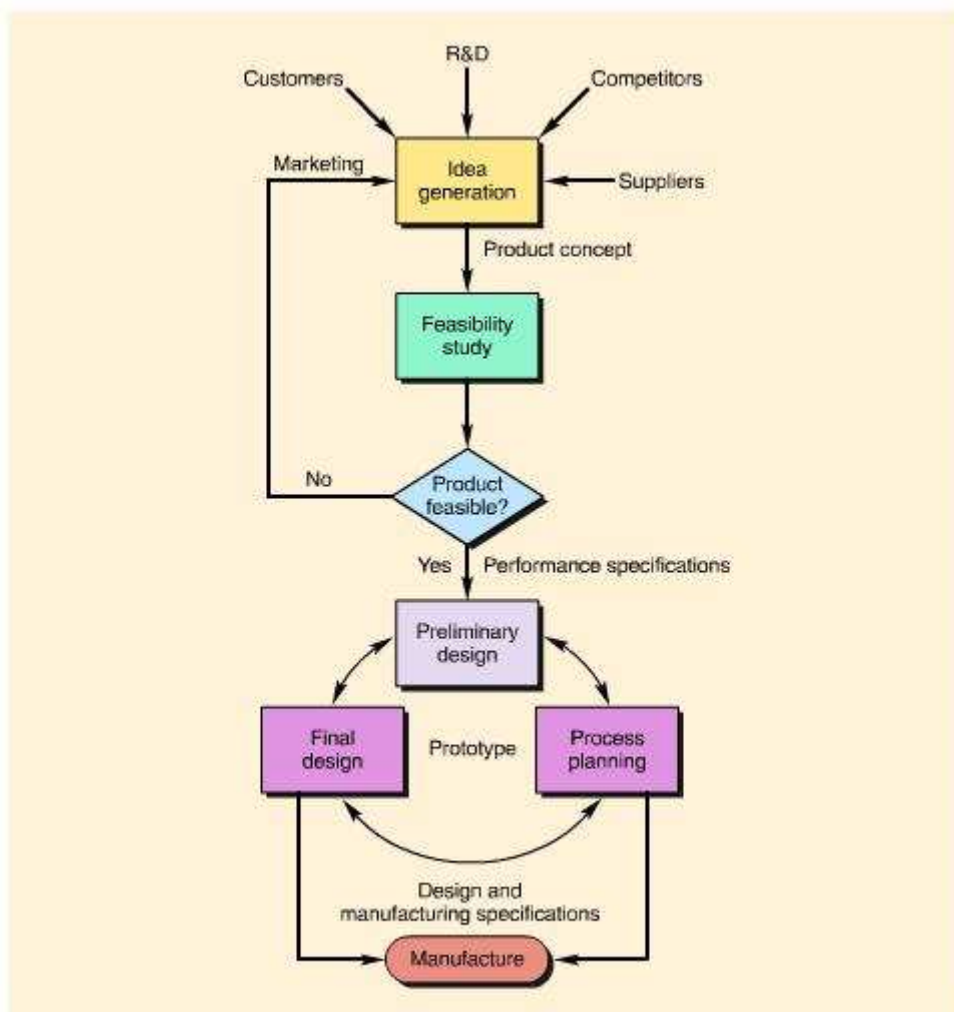 R&D
Customers
Competitors
Marketing
Idea
generation
Suppliers
Product concept
Feasibility
study
No
Product
feasible?
Yes
Performance specifications
Preliminary
design
Final
design
Prototype
Process
planning
Design and
manufacturing specifications
Manufacture